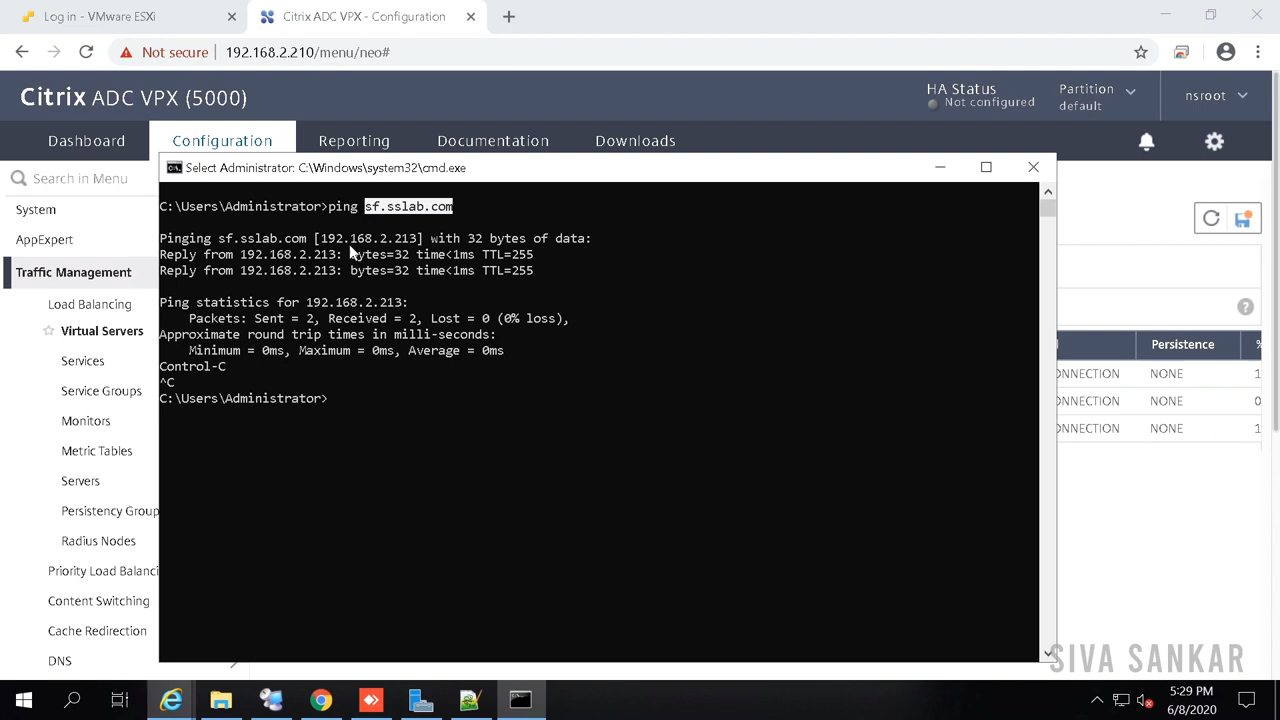 Log in - VMware ESXi
Citrix ADC VPX - Configuration
Not secure
192.168.2.210/menu/neo#
Citrix ADC VPX (5000)
HA Status
Not configured
Partition
default
nsroot
Dashboard
Configuration
Reporting
Documentation
Downloads
Search in Menu
System
AppExpert
Traffic Management
Load Balancing
Virtual Servers
Services
Service Groups
Monitors
Metric Tables
Servers
Persistency Group
Radius Nodes
Priority Load Balanci
Content Switching
Cache Redirection
DNS
Select Administrator: C:\Windows\system32\cmd.exe
C:\Users\Administrator>ping sf.sslab.com
Pinging sf.sslab.com [192.168.2.213] with 32 bytes of data:
Reply from 192.168.2.213: bytes=32 time<1ms TTL=255
Reply from 192.168.2.213: bytes=32 time<1ms TTL=255
Ping statistics for 192.168.2.213:
Packets: Sent = 2, Received = 2, Lost = 0 (0% loss),
Approximate round trip times in milli-seconds:
Minimum = 0ms, Maximum = 0ms, Average = 0ms
Control-C
^C
C:\Users\Administrator>
Persistence
%
ONNECTION NONE 1
ONNECTION NONE 0
ONNECTION NONE 1
SIVA SANKAR
5:29 PM
6/8/2020